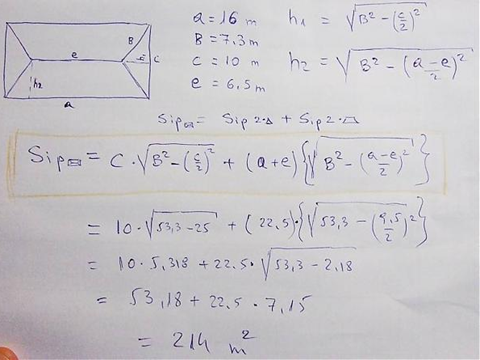 a = 16 m
B = 7,3 m
C = 10 m
e = 6,5 m
h1 = √(B² − (c/2)²)
h2 = √(B² − (a−e/2)²)
B
e
c
h2
a
Sip▭ = Sip 2·△ + Sip 2·⏢
Sip▭ = C·√(B² − (c/2)²) + (a+e){√(B² − (a−e/2)²)}
= 10·√(53,3−25) + (22,5)·{√(53,3 − (9,5/2)²)}
= 10·5,318 + 22,5·√(53,3 − 2,18)
= 53,18 + 22,5·7,15
= 214 m²